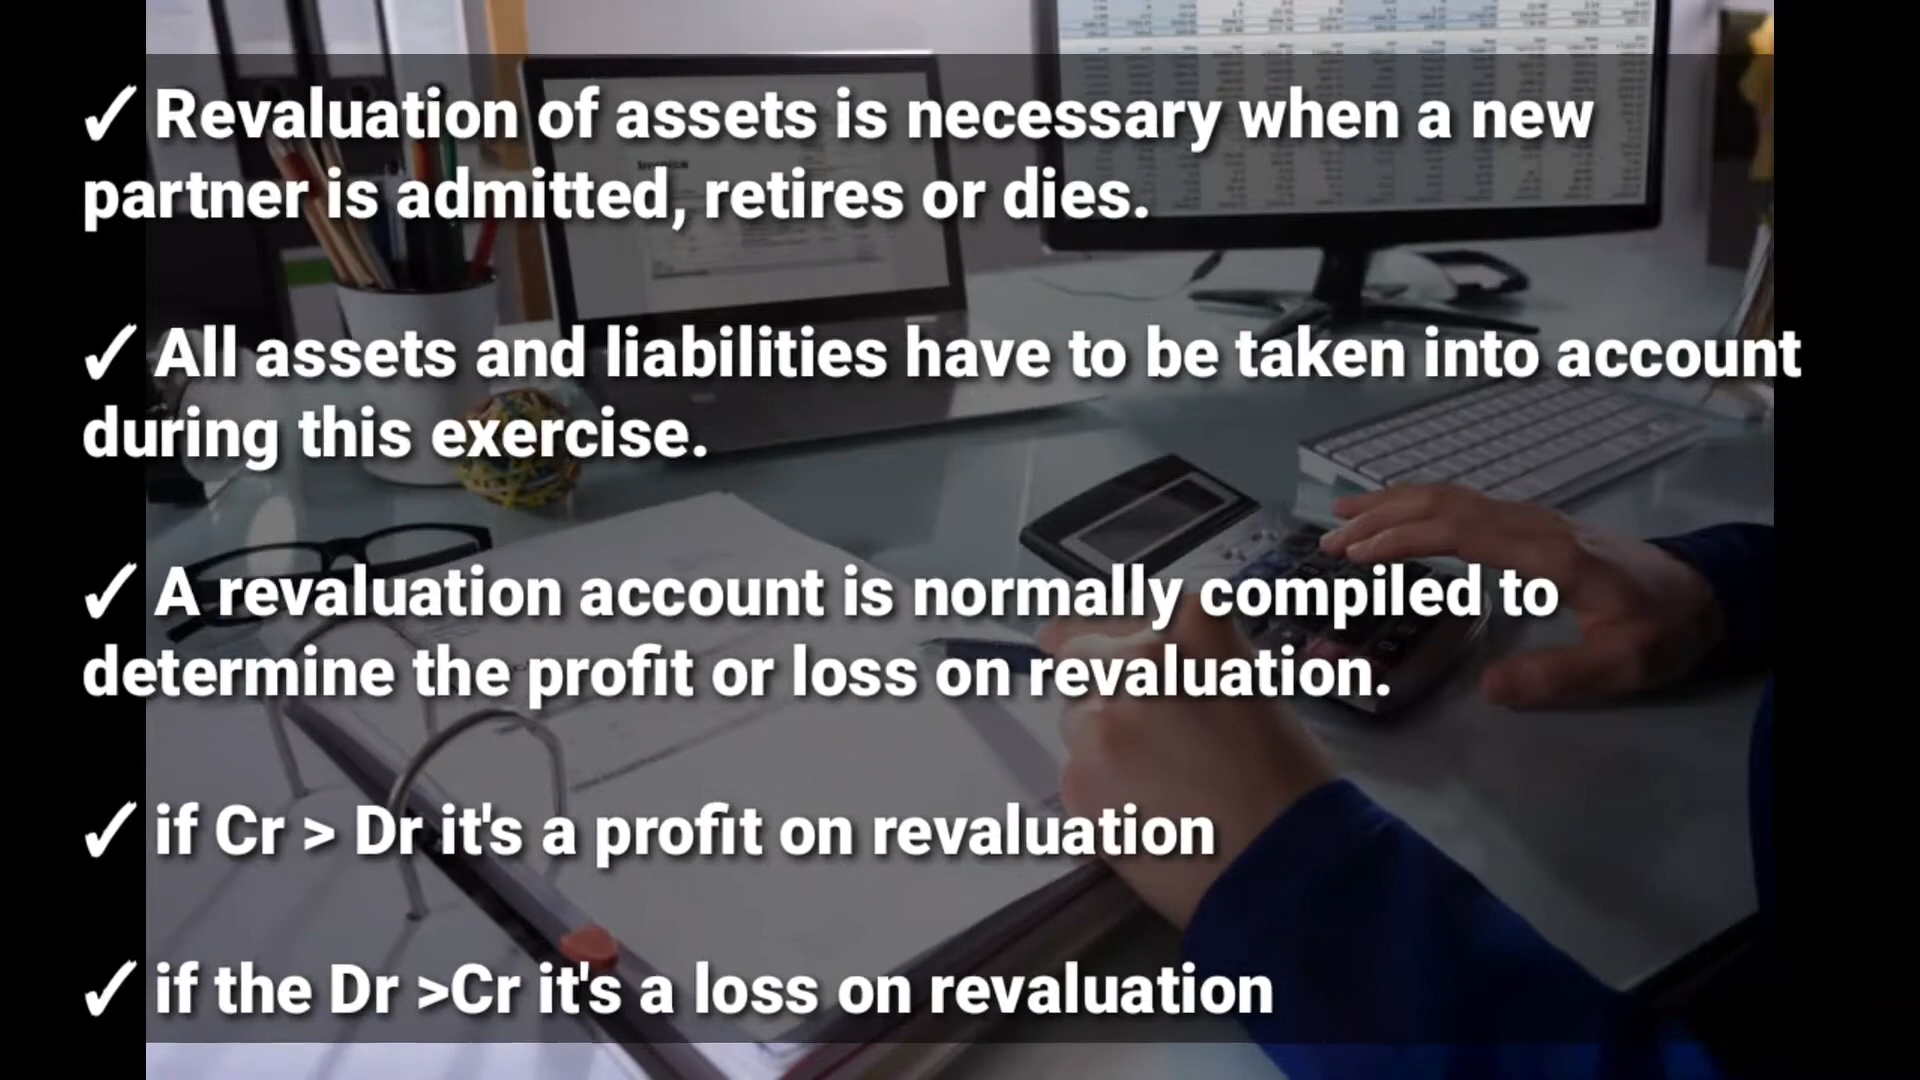 ✓ Revaluation of assets is necessary when a new
partner is admitted, retires or dies.
✓ All assets and liabilities have to be taken into account
during this exercise.
✓ A revaluation account is normally compiled to
determine the profit or loss on revaluation.
✓ if Cr > Dr it's a profit on revaluation
✓ if the Dr >Cr it's a loss on revaluation